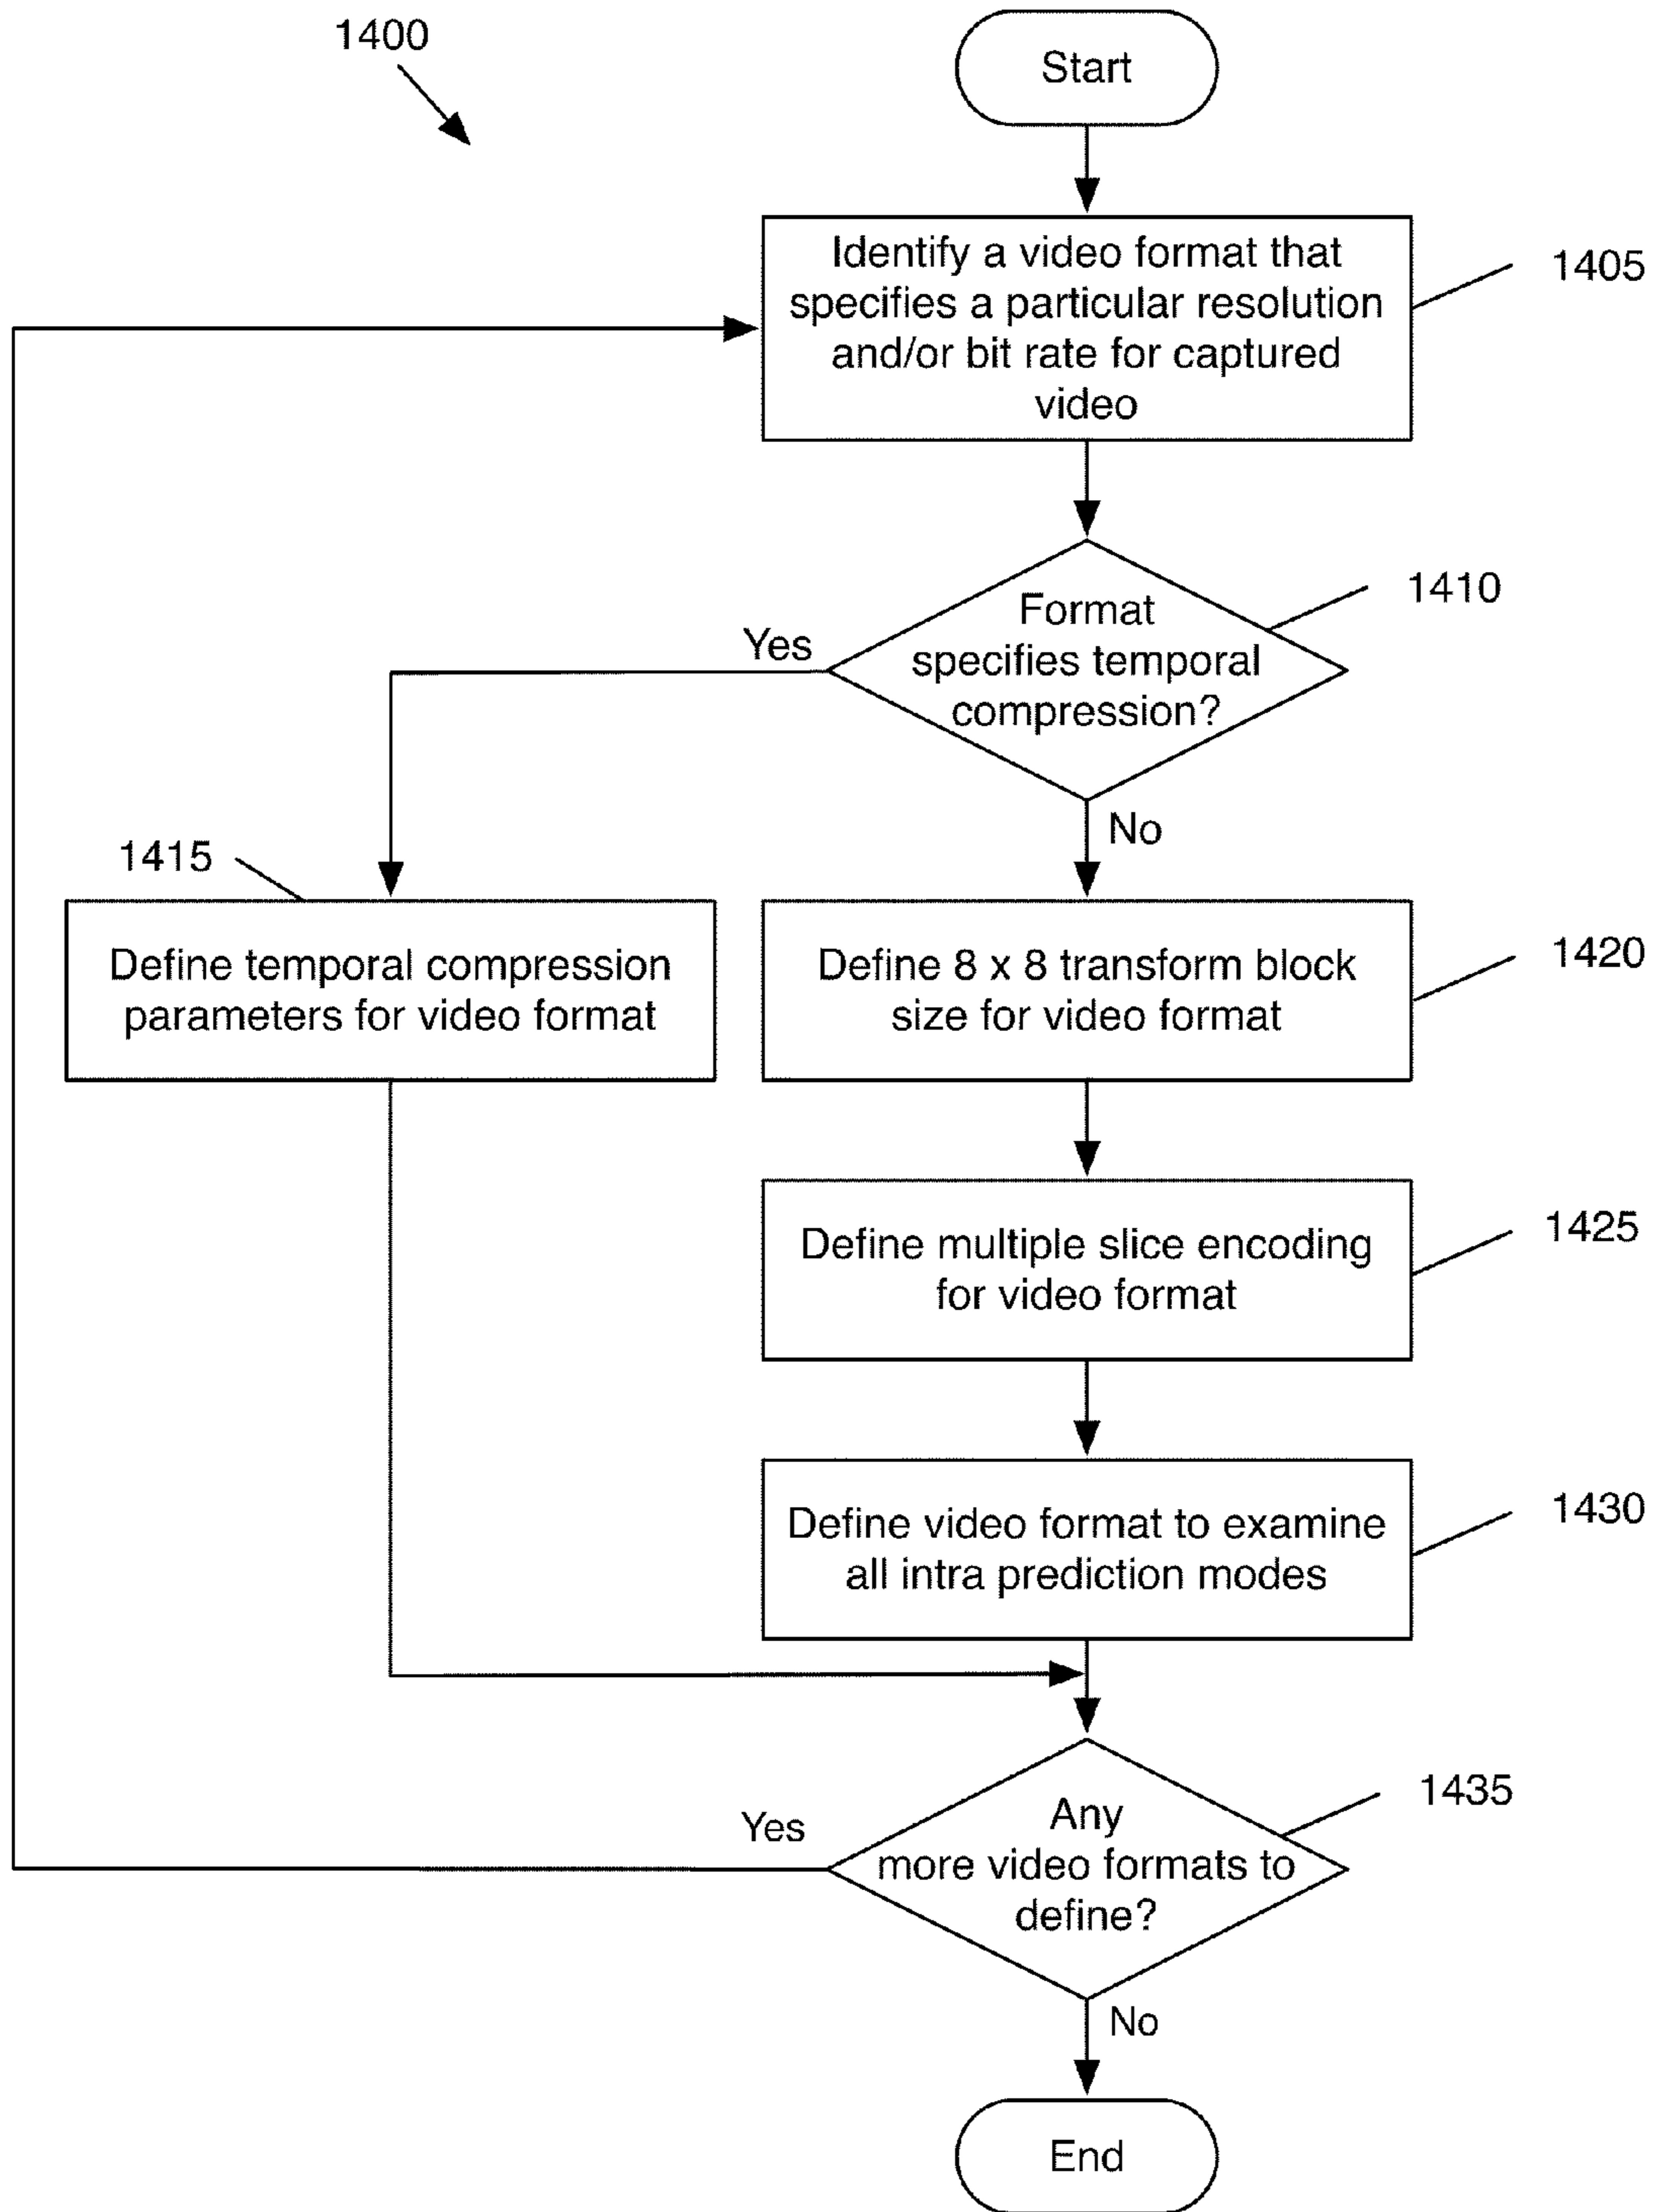 1400
Start
Identify a video format that
specifies a particular resolution
and/or bit rate for captured
video
1405
Format
specifies temporal
compression?
1410
Yes
No
1415
Define temporal compression
parameters for video format
Define 8 x 8 transform block
size for video format
1420
Define multiple slice encoding
for video format
1425
Define video format to examine
all intra prediction modes
1430
Any
more video formats to
define?
1435
Yes
No
End